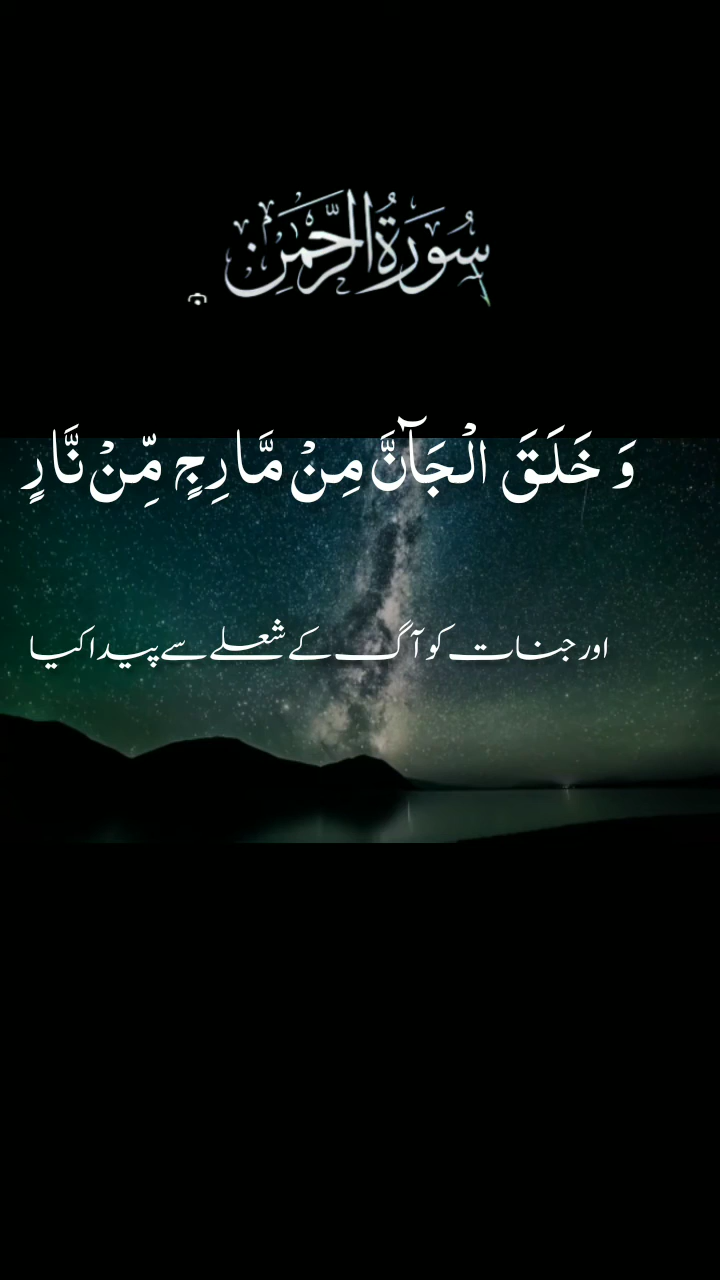 سُورَةُ الرَّحْمٰنِ
وَ خَلَقَ الْجَآنَّ مِنْ مَّارِجٍ مِّنْ نَّارٍ
اور جنات کو آگ کے شعلے سے پیدا کیا